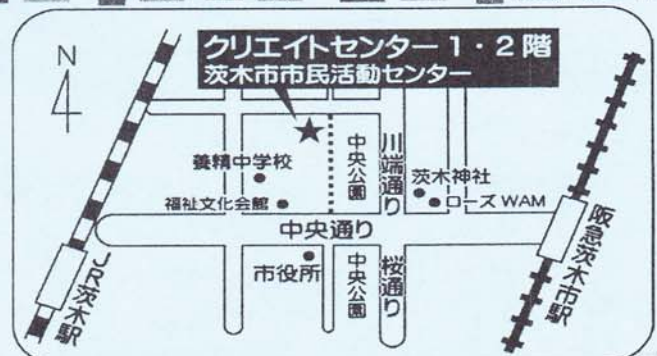 クリエイトセンター1・2階
茨木市市民活動センター
N
養精中学校
福祉文化会館
中央公園
川端通り
茨木神社
ローズWAM
中央通り
市役所
中央公園
桜通り
JR茨木駅
阪急茨木市駅